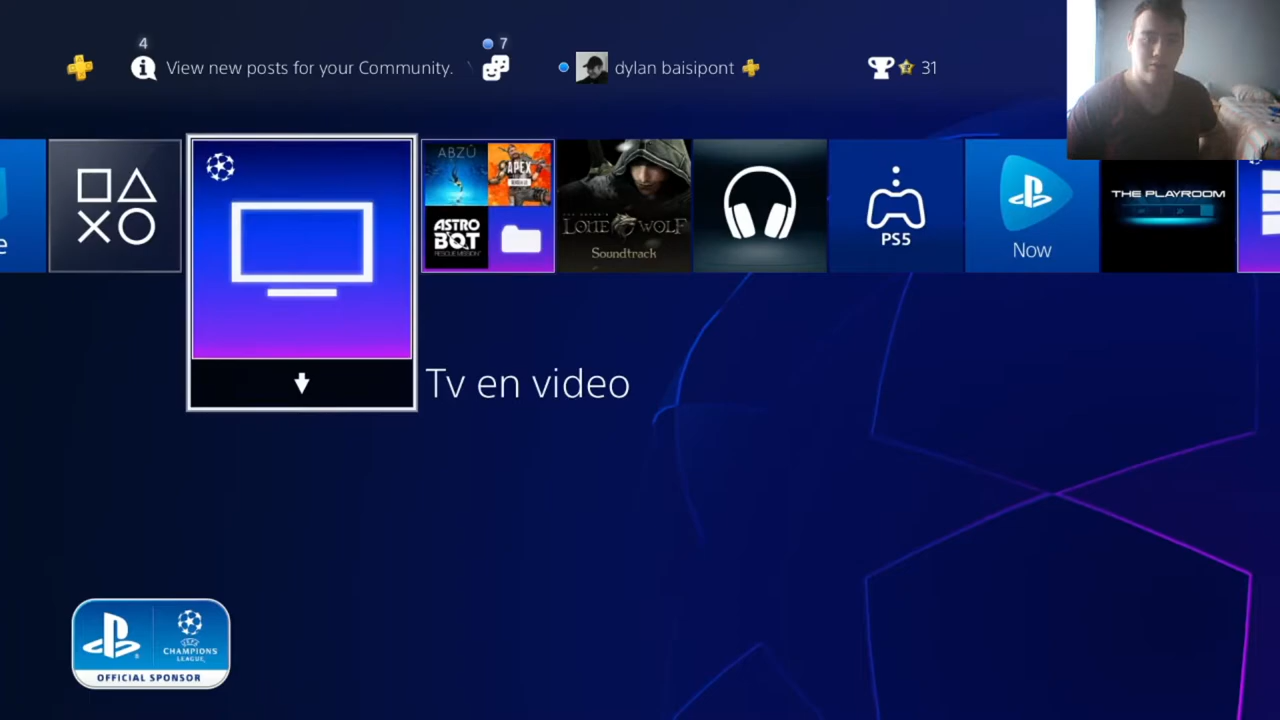 4
View new posts for your Community.
7
dylan baisipont
31
e
ABZÛ
APEX
ASTRO
BOT
RESCUE MISSION
LONE WOLF
Soundtrack
PS5
Now
THE PLAYROOM
Tv en video
CHAMPIONS
LEAGUE
OFFICIAL SPONSOR